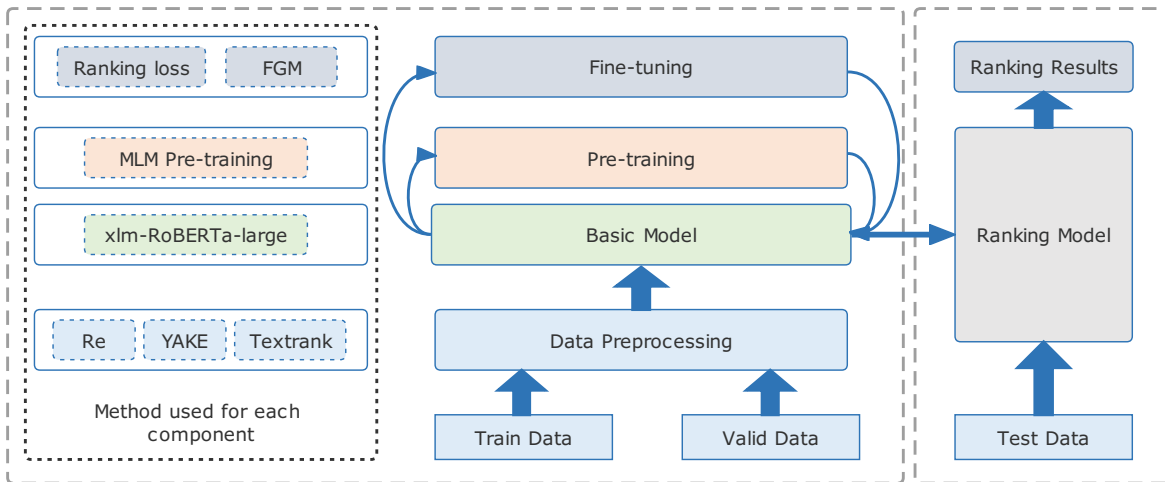 Ranking loss
FGM
MLM Pre-training
xlm-RoBERTa-large
Re
YAKE
Textrank
Method used for each
component
Fine-tuning
Pre-training
Basic Model
Data Preprocessing
Train Data
Valid Data
Ranking Results
Ranking Model
Test Data